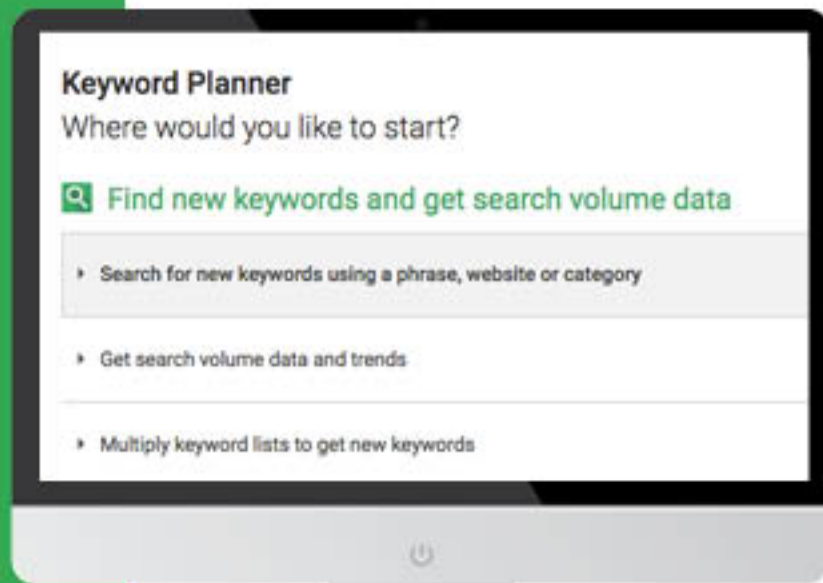 Keyword Planner
Where would you like to start?
Find new keywords and get search volume data
Search for new keywords using a phrase, website or category
Get search volume data and trends
Multiply keyword lists to get new keywords